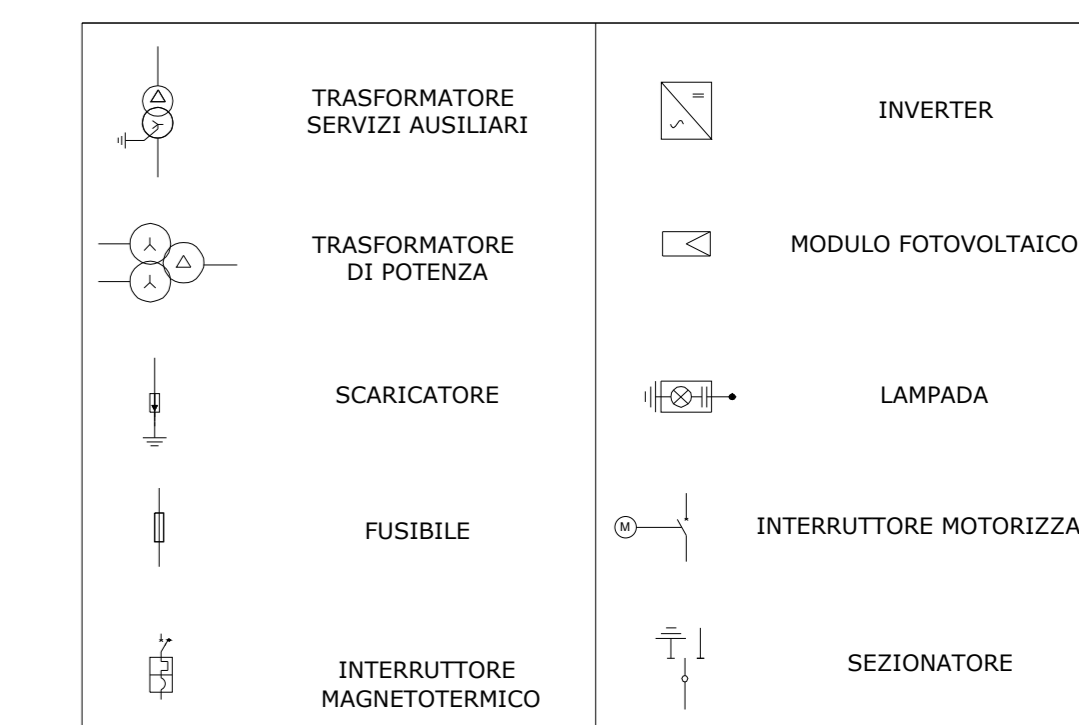 TRASFORMATORE
SERVIZI AUSILIARI
TRASFORMATORE
DI POTENZA
SCARICATORE
FUSIBILE
INTERRUTTORE
MAGNETOTERMICO
INVERTER
MODULO FOTOVOLTAICO
LAMPADA
M
INTERRUTTORE MOTORIZZA
SEZIONATORE